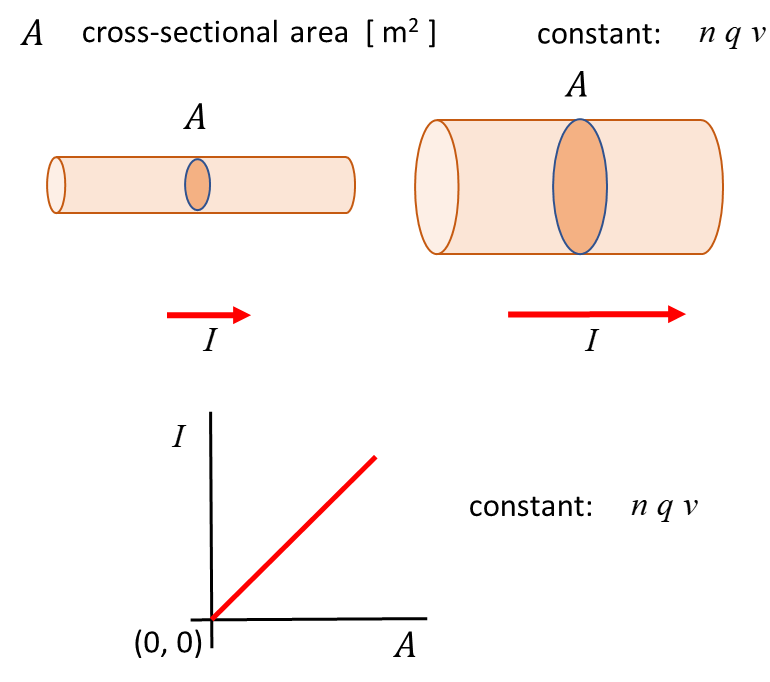 A cross-sectional area [ m² ] constant: n q v
A
A
I
I
I
constant: n q v
(0, 0)
A